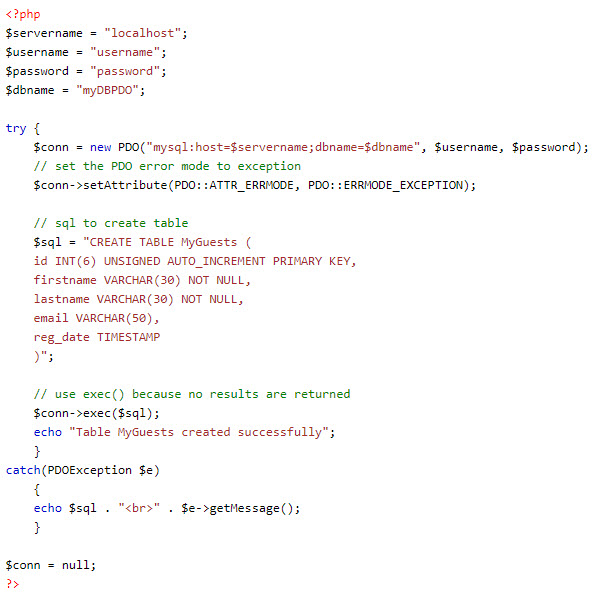 <?php
$servername = "localhost";
$username = "username";
$password = "password";
$dbname = "myDBPDO";

try {
    $conn = new PDO("mysql:host=$servername;dbname=$dbname", $username, $password);
    // set the PDO error mode to exception
    $conn->setAttribute(PDO::ATTR_ERRMODE, PDO::ERRMODE_EXCEPTION);

    // sql to create table
    $sql = "CREATE TABLE MyGuests (
    id INT(6) UNSIGNED AUTO_INCREMENT PRIMARY KEY,
    firstname VARCHAR(30) NOT NULL,
    lastname VARCHAR(30) NOT NULL,
    email VARCHAR(50),
    reg_date TIMESTAMP
    )";

    // use exec() because no results are returned
    $conn->exec($sql);
    echo "Table MyGuests created successfully";
    }
catch(PDOException $e)
    {
    echo $sql . "<br>" . $e->getMessage();
    }

$conn = null;
?>